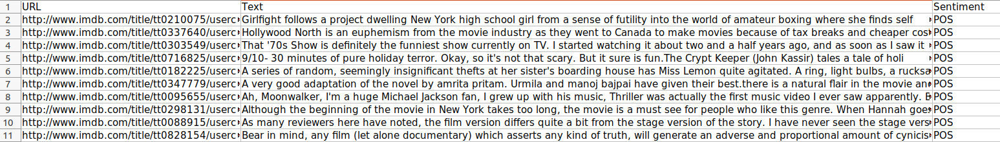 1 URL Text Sentiment
2 http://www.imdb.com/title/tt0210075/userc Girlfight follows a project dwelling New York high school girl from a sense of futility into the world of amateur boxing where she finds self POS
3 http://www.imdb.com/title/tt0337640/userc Hollywood North is an euphemism from the movie industry as they went to Canada to make movies because of tax breaks and cheaper cos POS
4 http://www.imdb.com/title/tt0303549/userc That '70s Show is definitely the funniest show currently on TV. I started watching it about two and a half years ago, and as soon as I saw it POS
5 http://www.imdb.com/title/tt0716825/userc 9/10- 30 minutes of pure holiday terror. Okay, so it's not that scary. But it sure is fun.The Crypt Keeper (John Kassir) tales a tale of holi POS
6 http://www.imdb.com/title/tt0182225/userc A series of random, seemingly insignificant thefts at her sister's boarding house has Miss Lemon quite agitated. A ring, light bulbs, a rucksa POS
7 http://www.imdb.com/title/tt0347779/userc A very good adaptation of the novel by amrita pritam. Urmila and manoj bajpai have given their best.there is a natural flair in the movie an POS
8 http://www.imdb.com/title/tt0095655/userc Ah, Moonwalker, I'm a huge Michael Jackson fan, I grew up with his music, Thriller was actually the first music video I ever saw apparently. POS
9 http://www.imdb.com/title/tt0298131/userc Although the beginning of the movie in New York takes too long, the movie is a must see for people who like this genre. When Hannah goe POS
10 http://www.imdb.com/title/tt0088915/userc As many reviewers here have noted, the film version differs quite a bit from the stage version of the story. I have never seen the stage vers POS
11 http://www.imdb.com/title/tt0828154/userc Bear in mind, any film (let alone documentary) which asserts any kind of truth, will generate an adverse and proportional amount of cynicis POS